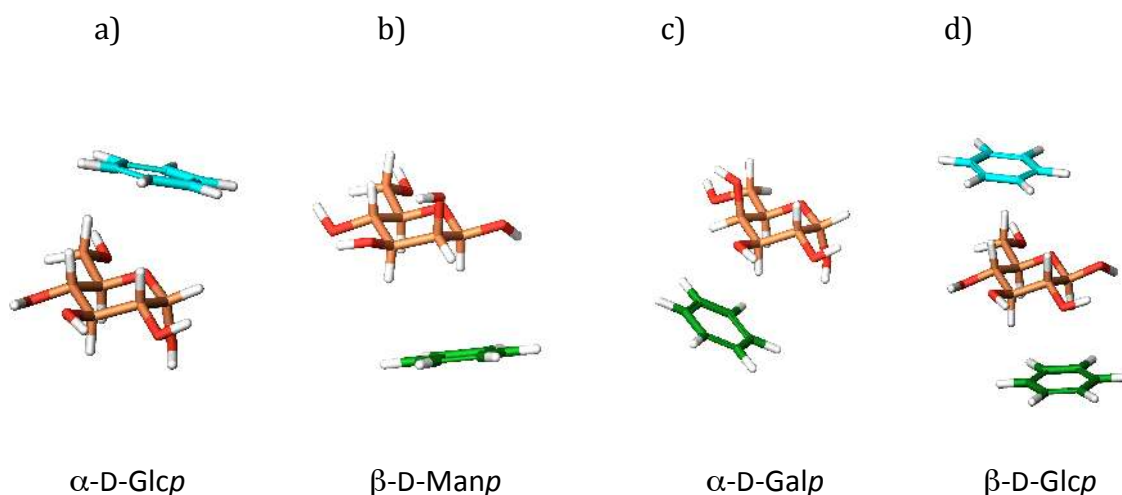 a) b) c) d)
α-D-Glcp β-D-Manp α-D-Galp β-D-Glcp